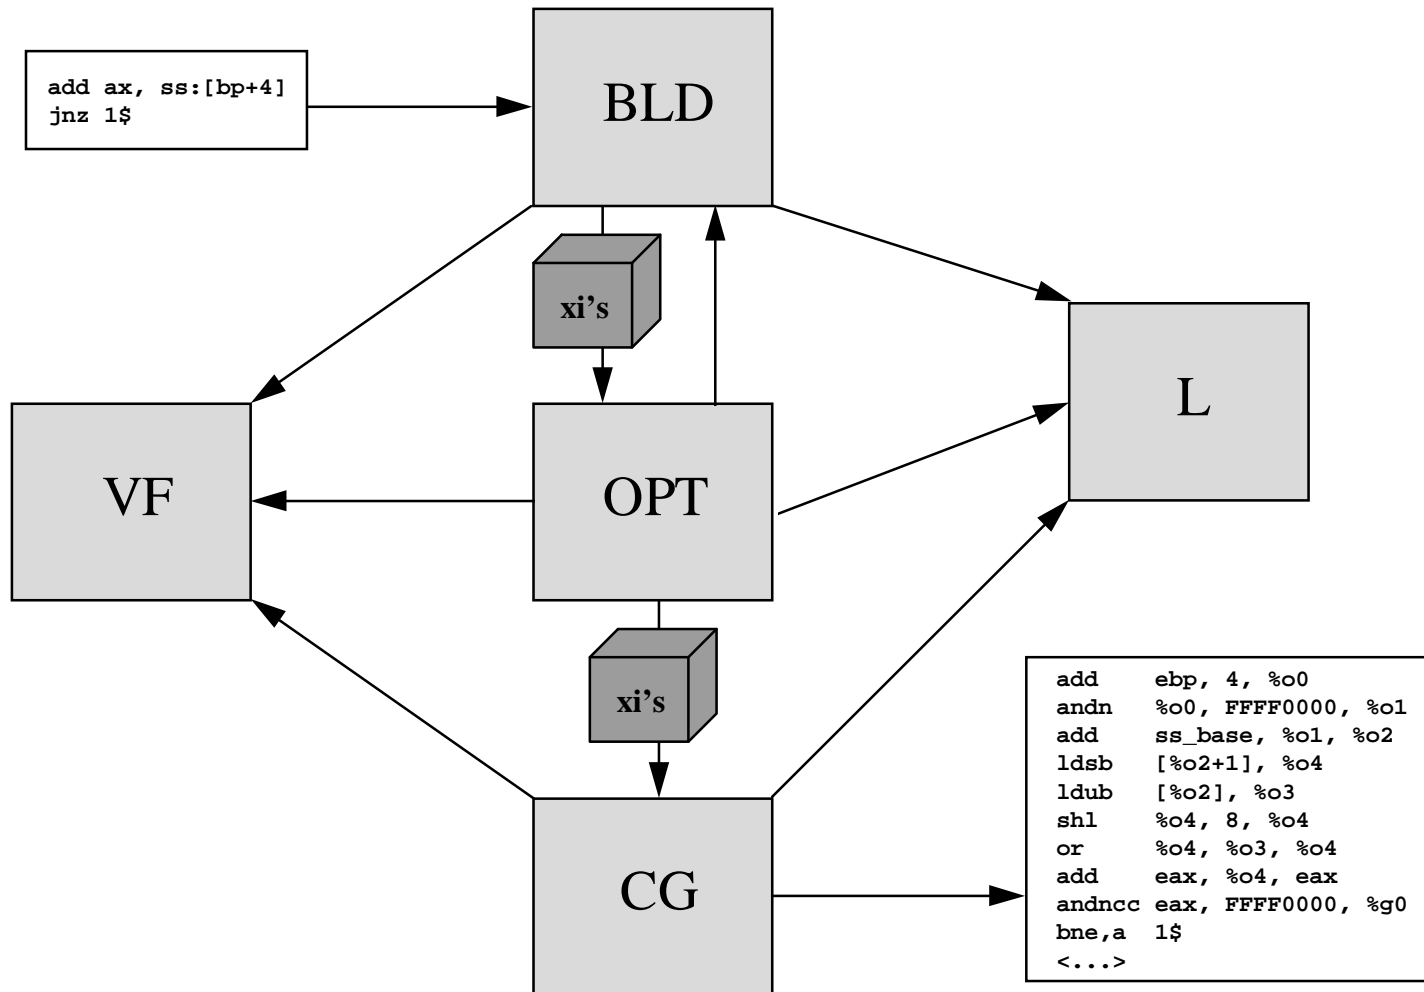 add ax, ss:[bp+4]
jnz 1$
BLD
xi’s
VF
OPT
L
xi’s
CG
add    ebp, 4, %o0
andn   %o0, FFFF0000, %o1
add    ss_base, %o1, %o2
ldsb   [%o2+1], %o4
ldub   [%o2], %o3
shl    %o4, 8, %o4
or     %o4, %o3, %o4
add    eax, %o4, eax
andncc eax, FFFF0000, %g0
bne,a  1$
<...>